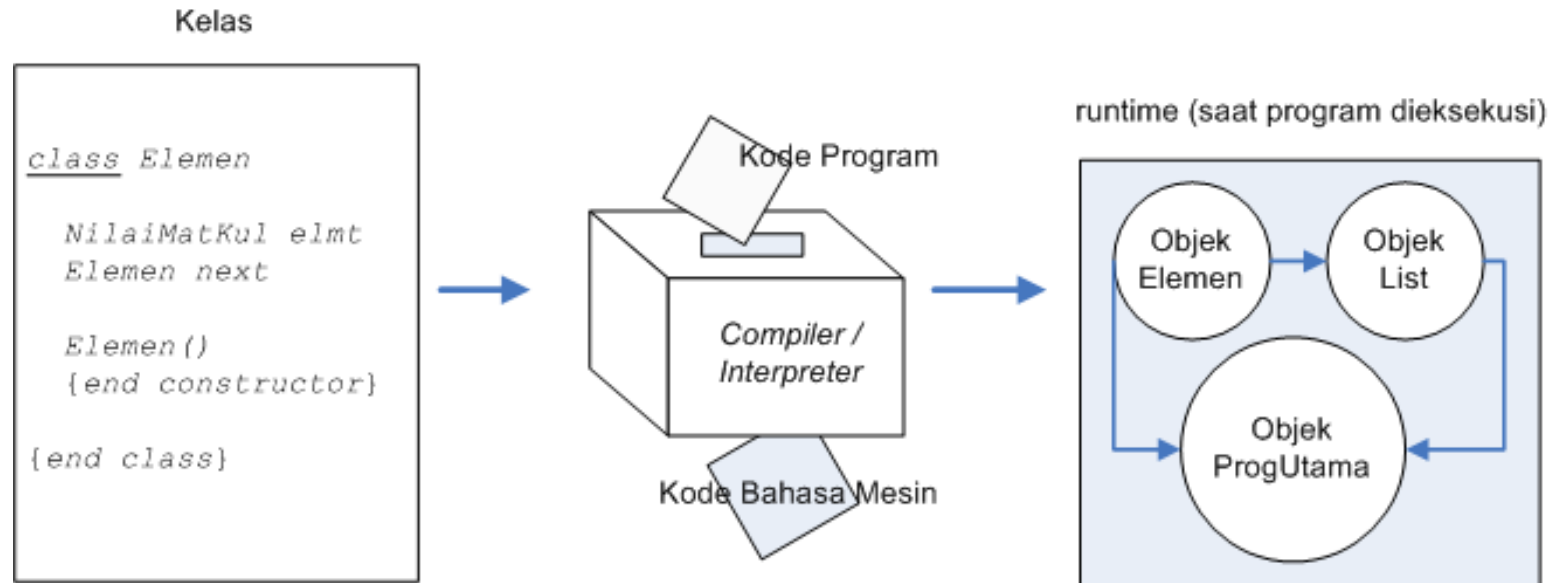 Kelas
class Elemen
NilaiMatKul elmt
Elemen next
Elemen()
{end constructor}
{end class}
Kode Program
Compiler /
Interpreter
Kode Bahasa Mesin
runtime (saat program dieksekusi)
Objek
Elemen
Objek
List
Objek
ProgUtama